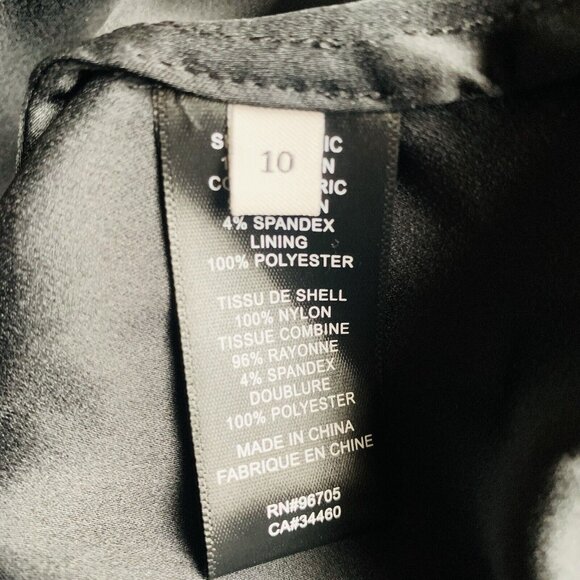 10
4% SPANDEX
LINING
100% POLYESTER
TISSU DE SHELL
100% NYLON
TISSUE COMBINE
96% RAYONNE
4% SPANDEX
DOUBLURE
100% POLYESTER
MADE IN CHINA
FABRIQUE EN CHINE
RN#96705
CA#34460